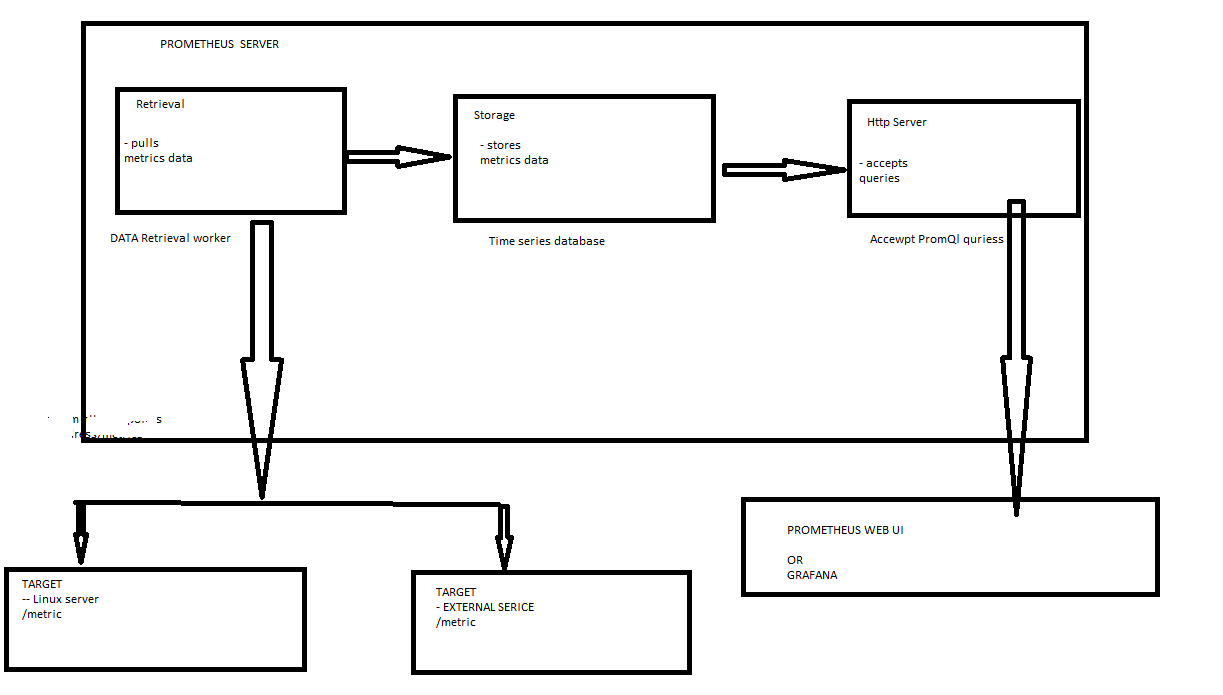 PROMETHEUS SERVER
Retrieval
- pulls
metrics data
Storage
- stores
metrics data
Http Server
- accepts
queries
DATA Retrieval worker
Time series database
Accewpt PromQl quriess
TARGET
-- Linux server
/metric
TARGET
- EXTERNAL SERICE
/metric
PROMETHEUS WEB UI
OR
GRAFANA